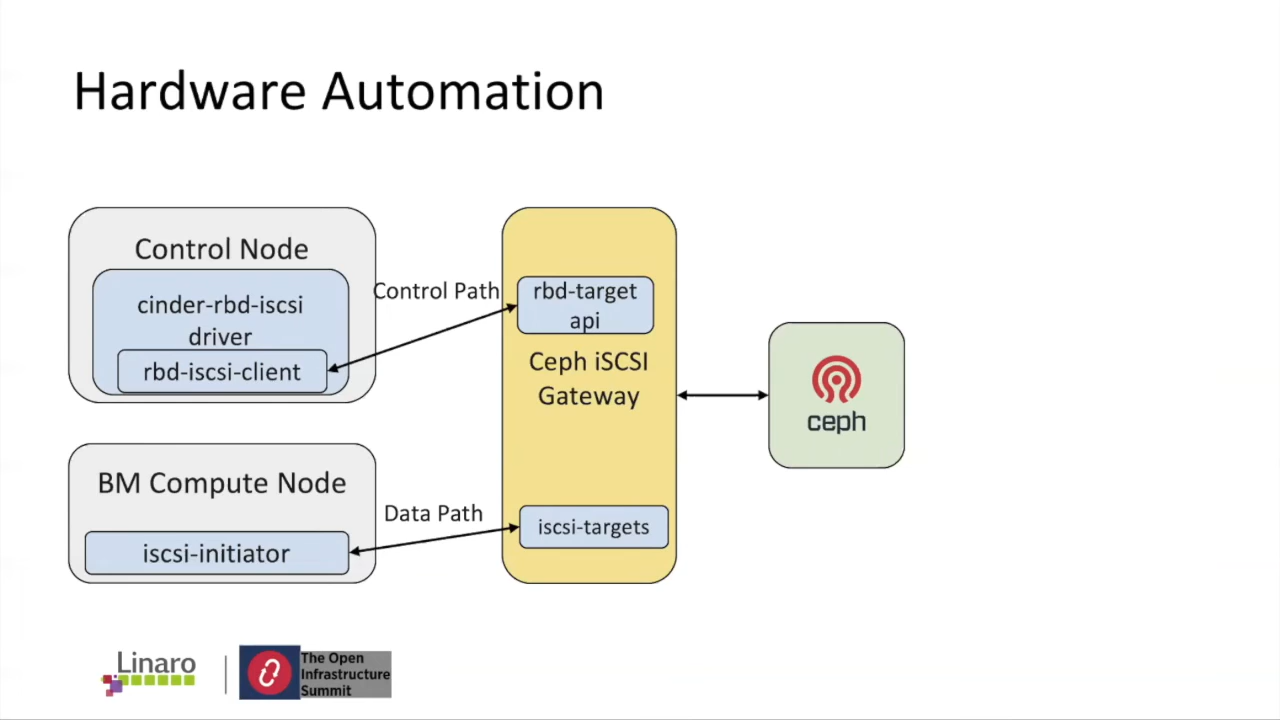 Hardware Automation
Control Node
cinder-rbd-iscsi
driver
rbd-iscsi-client
Control Path
rbd-target
api
Ceph iSCSI
Gateway
ceph
BM Compute Node
iscsi-initiator
Data Path
iscsi-targets
Linaro
The Open
Infrastructure
Summit